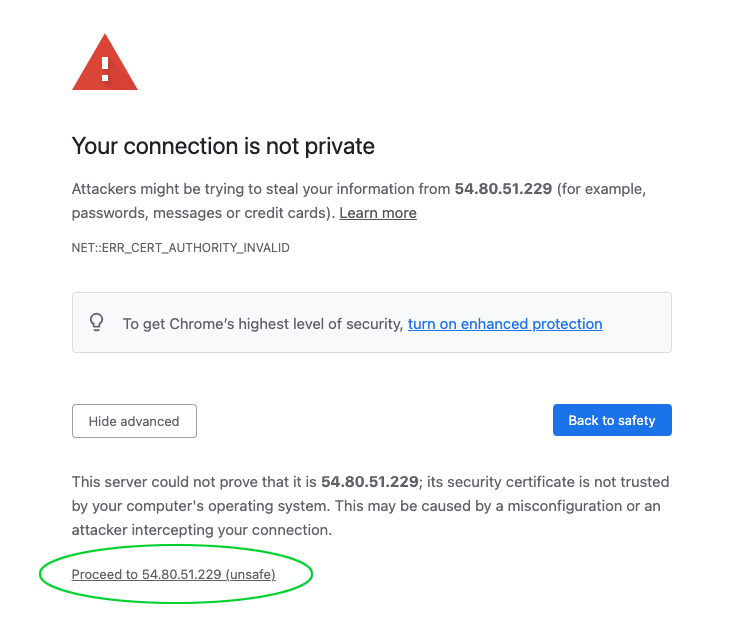 Your connection is not private
Attackers might be trying to steal your information from 54.80.51.229 (for example,
passwords, messages or credit cards). Learn more
NET::ERR_CERT_AUTHORITY_INVALID
To get Chrome’s highest level of security, turn on enhanced protection
Hide advanced
Back to safety
This server could not prove that it is 54.80.51.229; its security certificate is not trusted
by your computer's operating system. This may be caused by a misconfiguration or an
attacker intercepting your connection.
Proceed to 54.80.51.229 (unsafe)